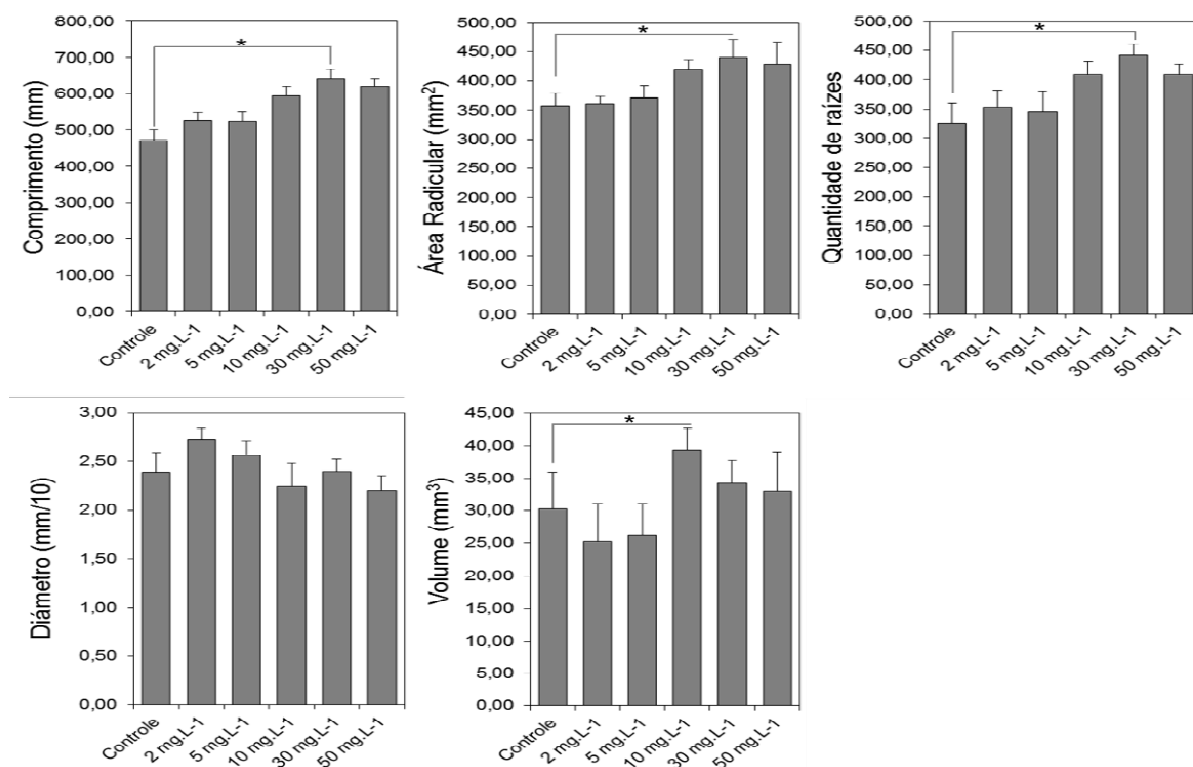 Comprimento (mm)
800,00
700,00
600,00
500,00
400,00
300,00
200,00
100,00
0,00
*
Controle
2 mg.L-1
5 mg.L-1
10 mg.L-1
30 mg.L-1
50 mg.L-1
Área Radicular (mm²)
500,00
450,00
400,00
350,00
300,00
250,00
200,00
150,00
100,00
50,00
0,00
*
Controle
2 mg.L-1
5 mg.L-1
10 mg.L-1
30 mg.L-1
50 mg.L-1
Quantidade de raízes
500,00
450,00
400,00
350,00
300,00
250,00
200,00
150,00
100,00
50,00
0,00
*
Controle
2 mg.L-1
5 mg.L-1
10 mg.L-1
30 mg.L-1
50 mg.L-1
Diámetro (mm/10)
3,00
2,50
2,00
1,50
1,00
0,50
0,00
Controle
2 mg.L-1
5 mg.L-1
10 mg.L-1
30 mg.L-1
50 mg.L-1
Volume (mm³)
45,00
40,00
35,00
30,00
25,00
20,00
15,00
10,00
5,00
0,00
*
Controle
2 mg.L-1
5 mg.L-1
10 mg.L-1
30 mg.L-1
50 mg.L-1